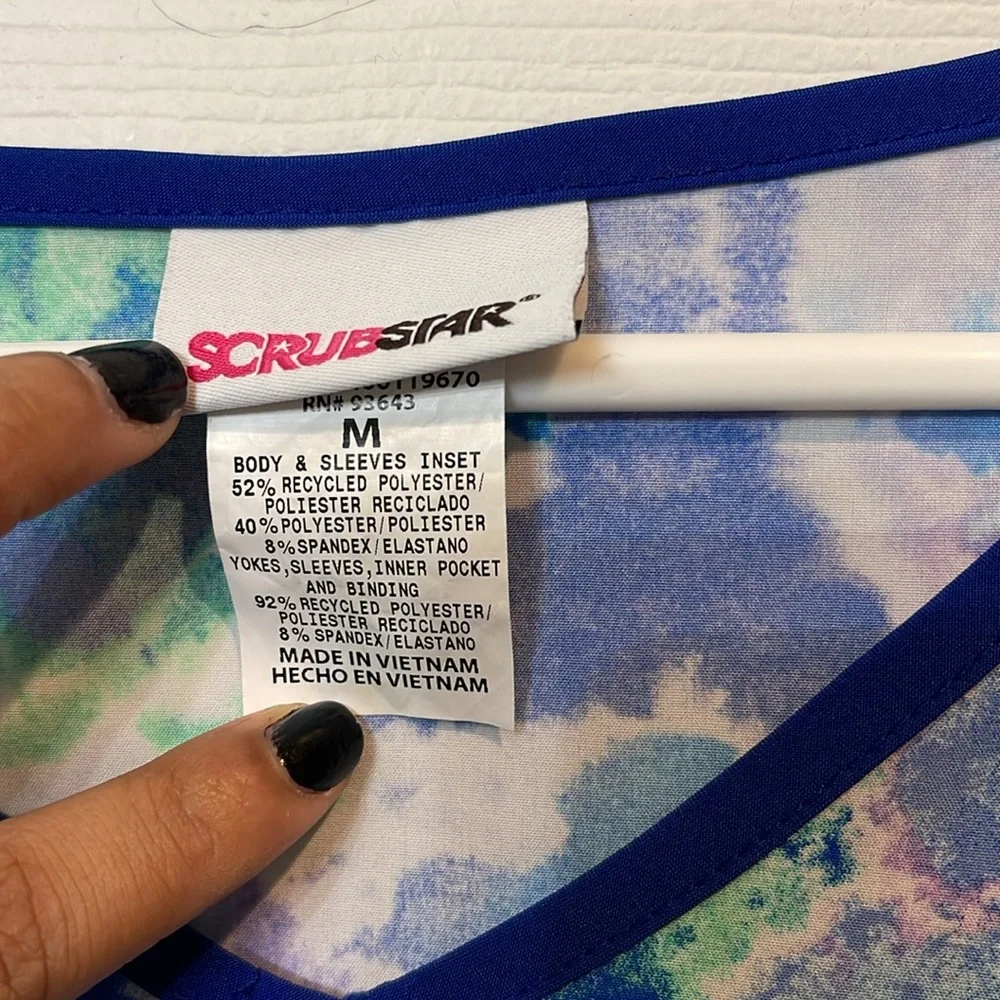 SCRUBSTAR®
RN# 93643
M
BODY & SLEEVES INSET
52% RECYCLED POLYESTER/
POLIESTER RECICLADO
40% POLYESTER/POLIESTER
8% SPANDEX/ELASTANO
YOKES, SLEEVES, INNER POCKET
AND BINDING
92% RECYCLED POLYESTER/
POLIESTER RECICLADO
8% SPANDEX/ELASTANO
MADE IN VIETNAM
HECHO EN VIETNAM